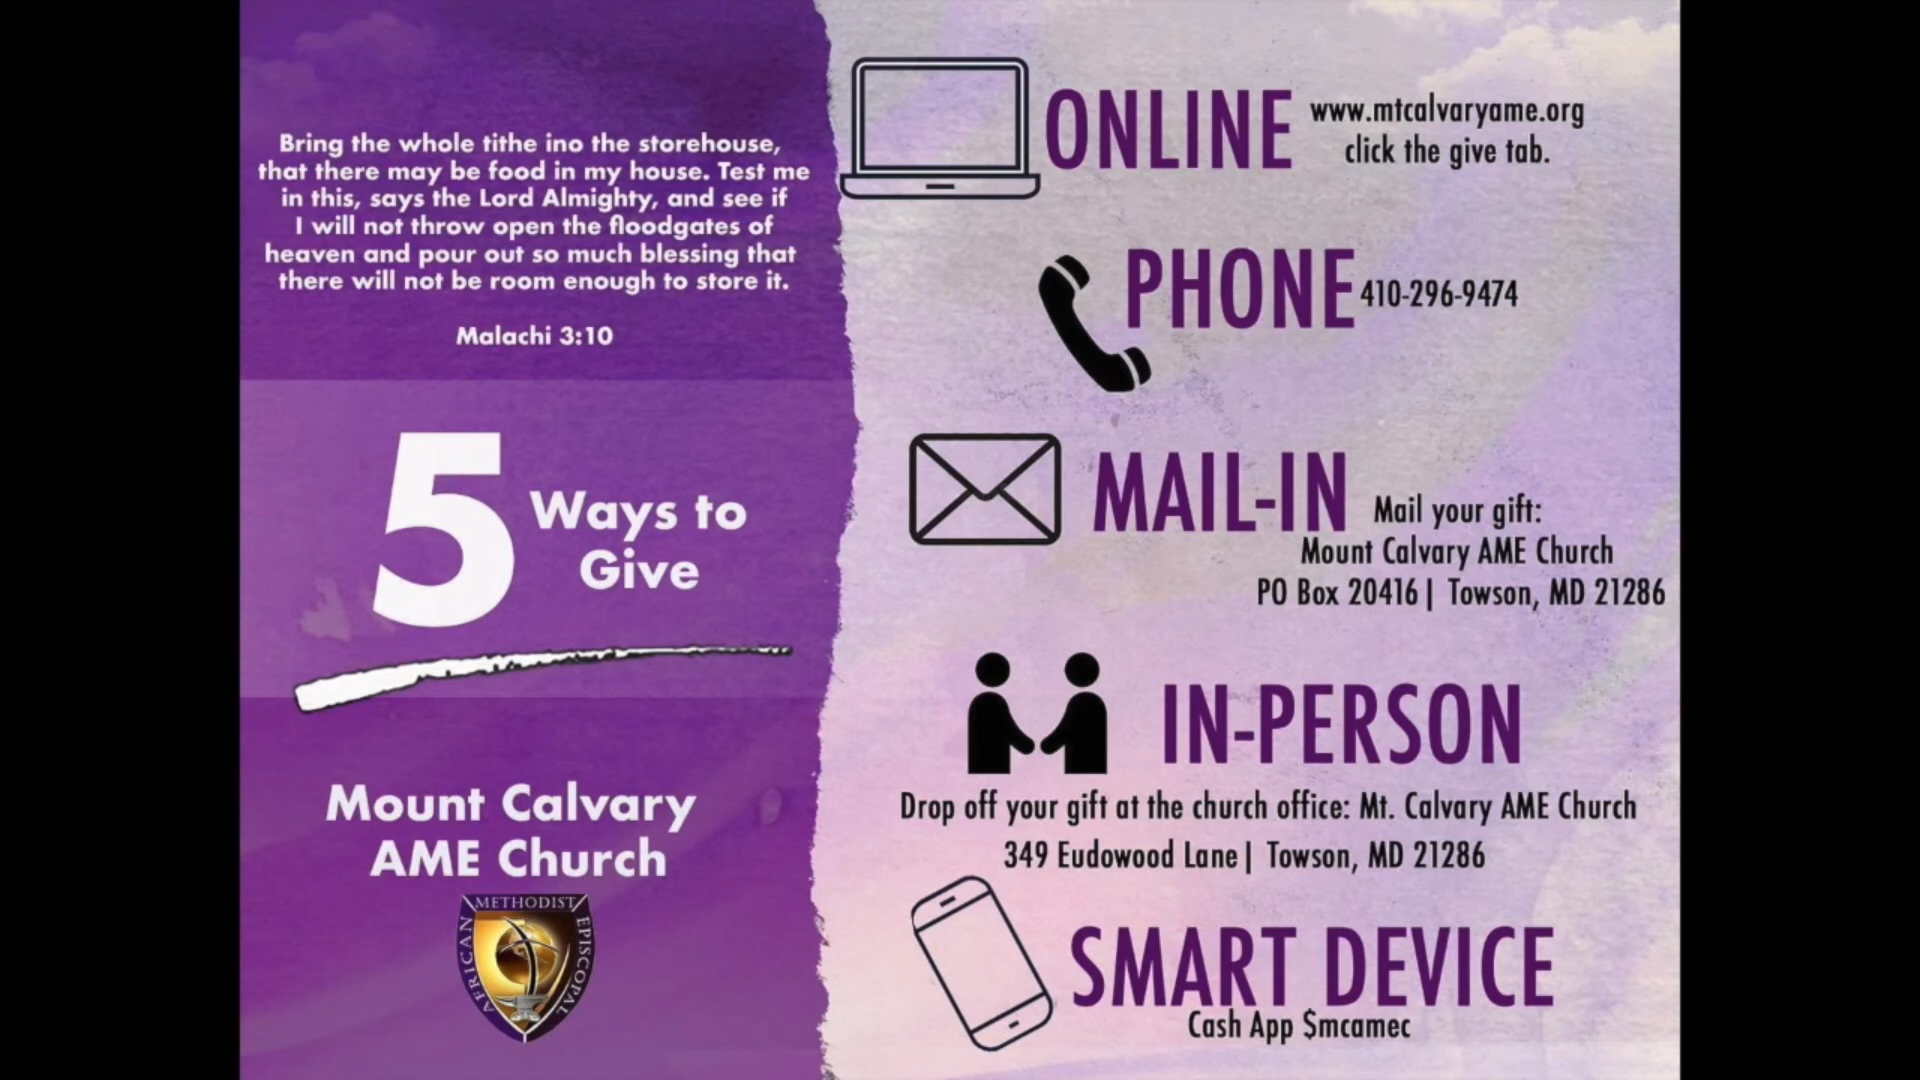 Bring the whole tithe ino the storehouse,
that there may be food in my house. Test me
in this, says the Lord Almighty, and see if
I will not throw open the floodgates of
heaven and pour out so much blessing that
there will not be room enough to store it.
Malachi 3:10
5 Ways to
Give
Mount Calvary
AME Church
AFRICAN METHODIST EPISCOPAL
ONLINE
www.mtcalvaryame.org
click the give tab.
PHONE 410-296-9474
MAIL-IN
Mail your gift:
Mount Calvary AME Church
PO Box 20416 | Towson, MD 21286
IN-PERSON
Drop off your gift at the church office: Mt. Calvary AME Church
349 Eudowood Lane | Towson, MD 21286
SMART DEVICE
Cash App $mcamec